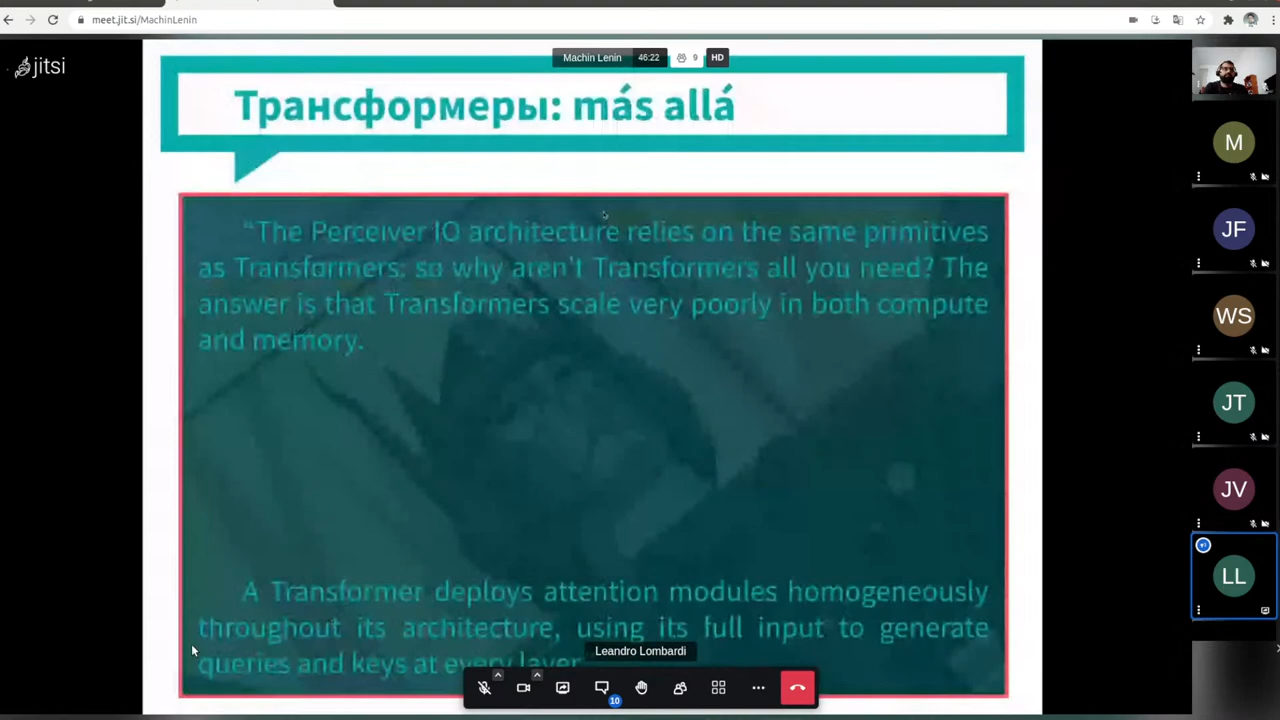 meet.jit.si/MachinLenin
jitsi
Machin Lenin 46:22 9 HD
Трансформеры: más allá
"The Perceiver IO architecture relies on the same primitives
as Transformers: so why aren't Transformers all you need? The
answer is that Transformers scale very poorly in both compute
and memory.
A Transformer deploys attention modules homogeneously
throughout its architecture, using its full input to generate
queries and keys at every layer.
Leandro Lombardi
10
M
JF
WS
JT
JV
LL